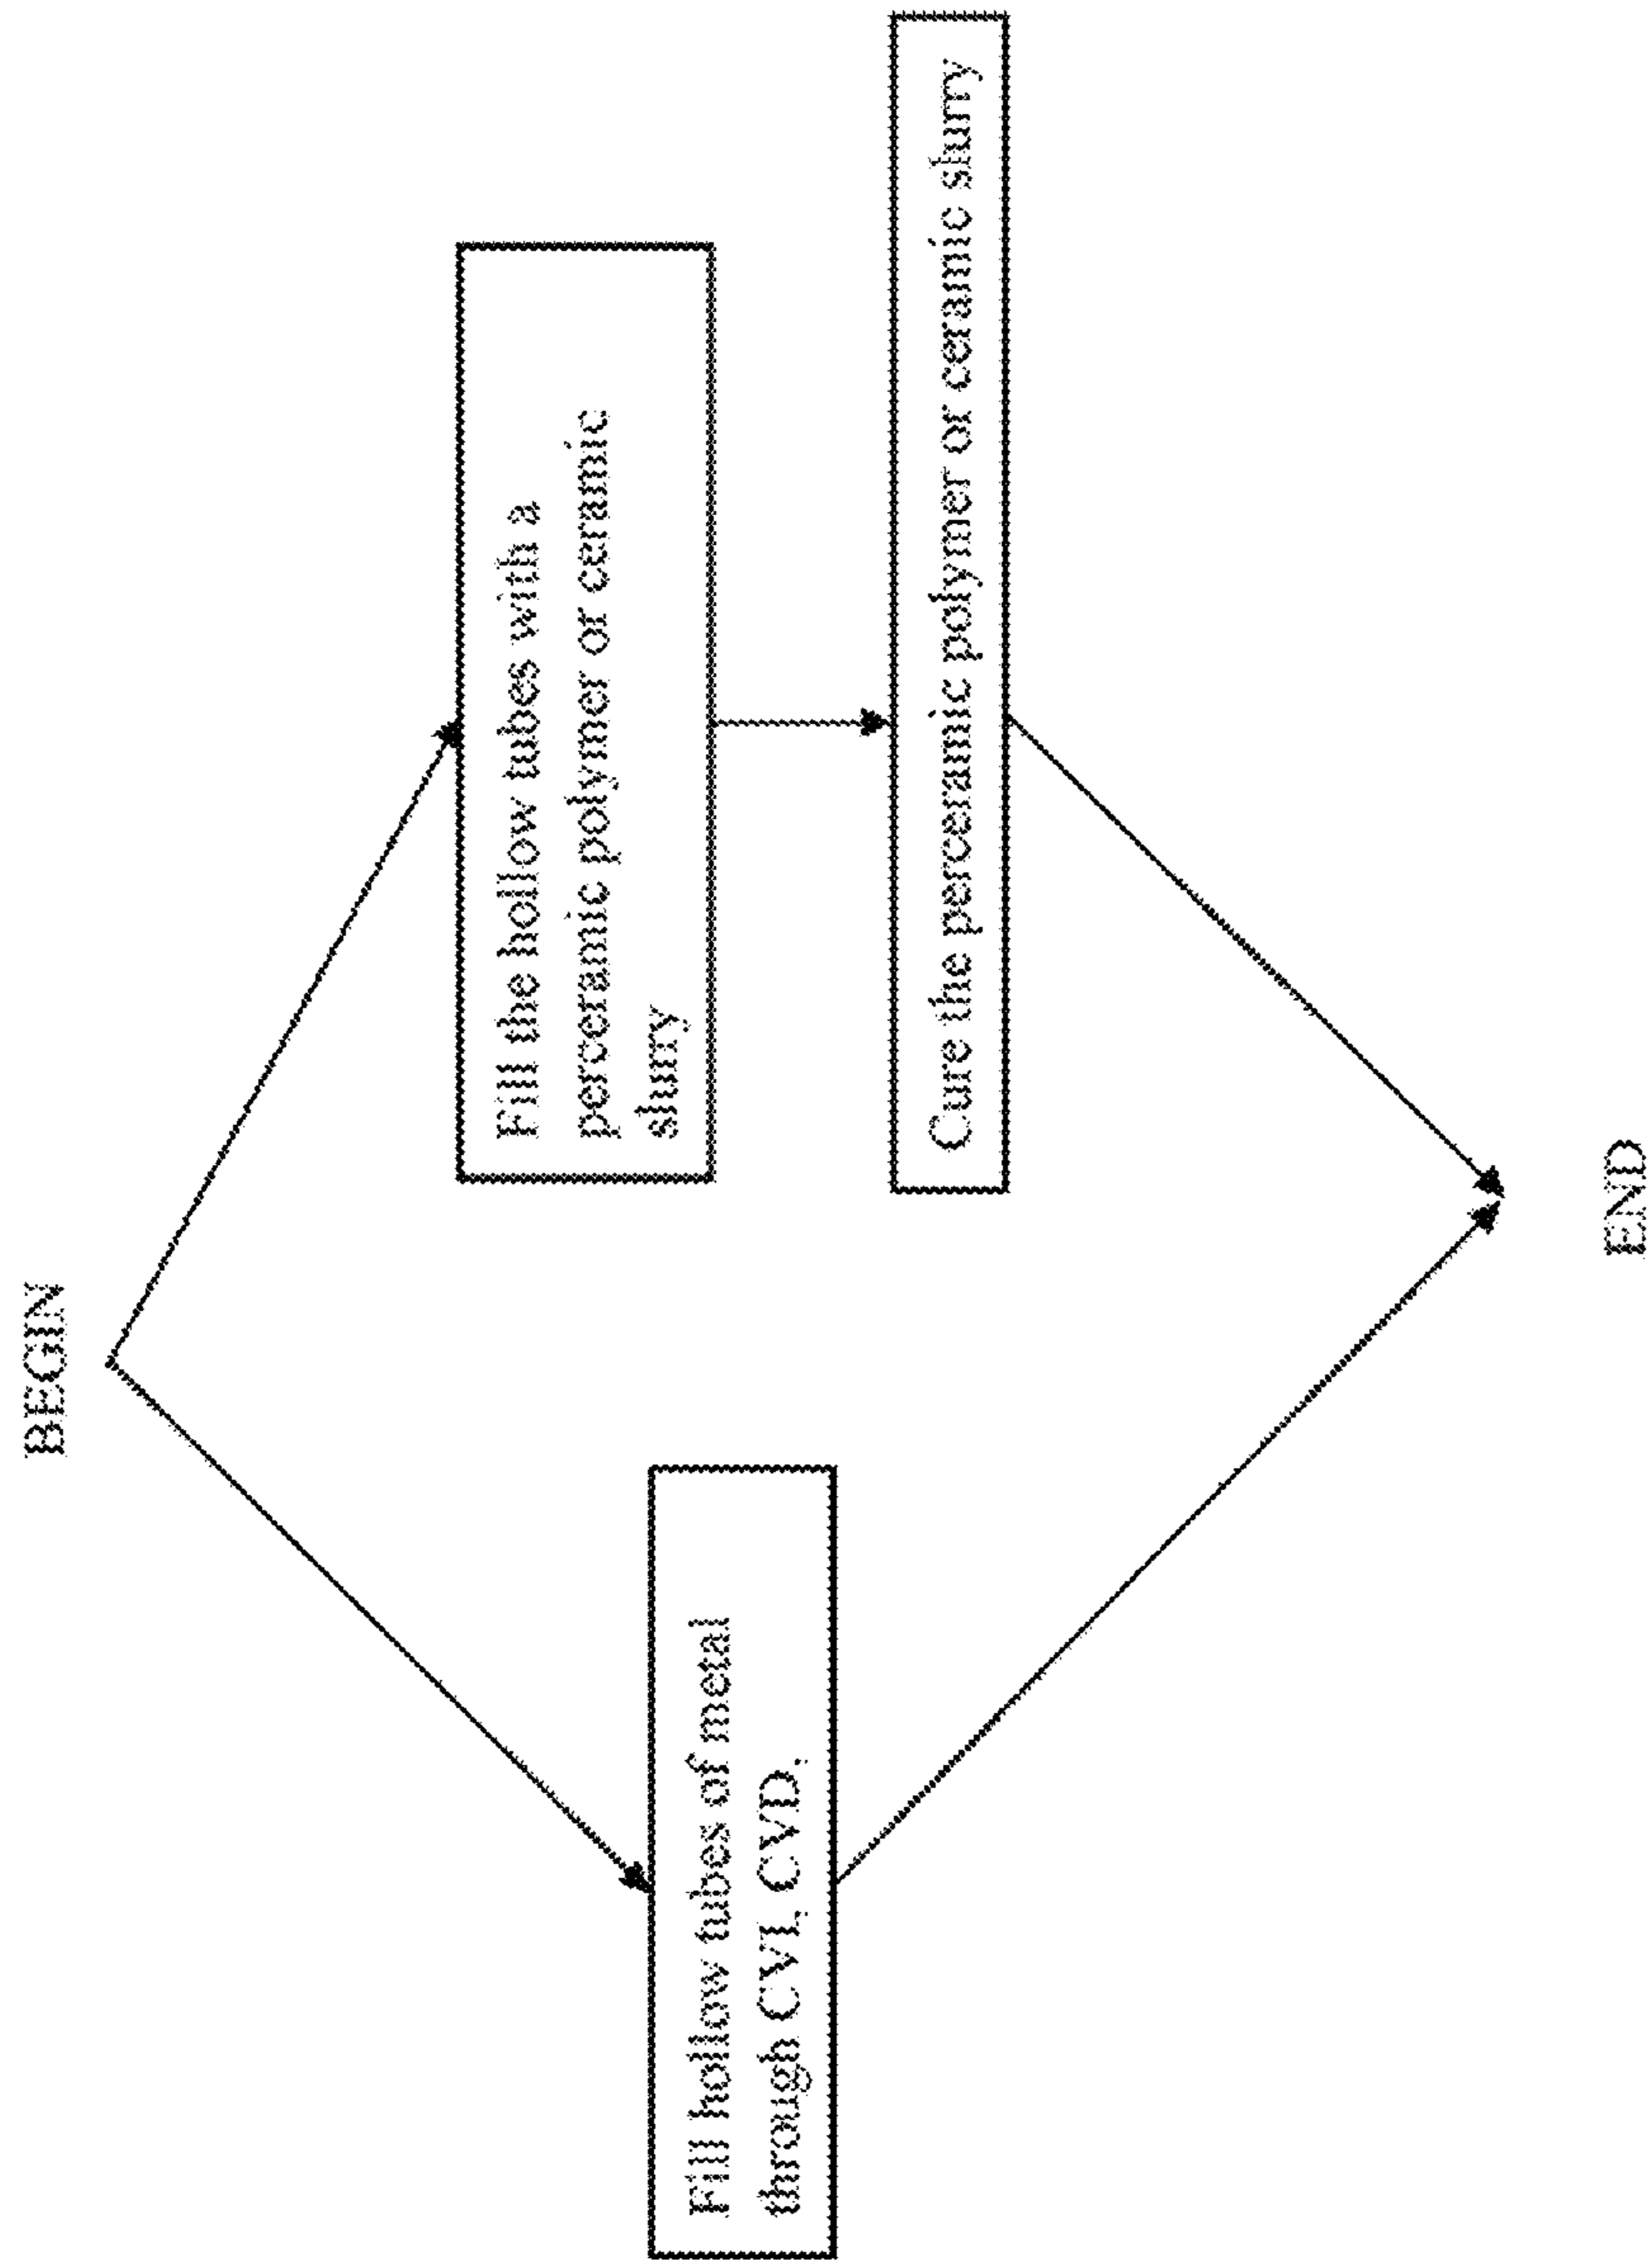 BEGIN
Fill hollow tubes of metal
through CVI, CVD,
Fill the hollow tubes with a
perceramic polymer or ceramic
slurry
Cure the perceramic polymer or ceramic slurry
END